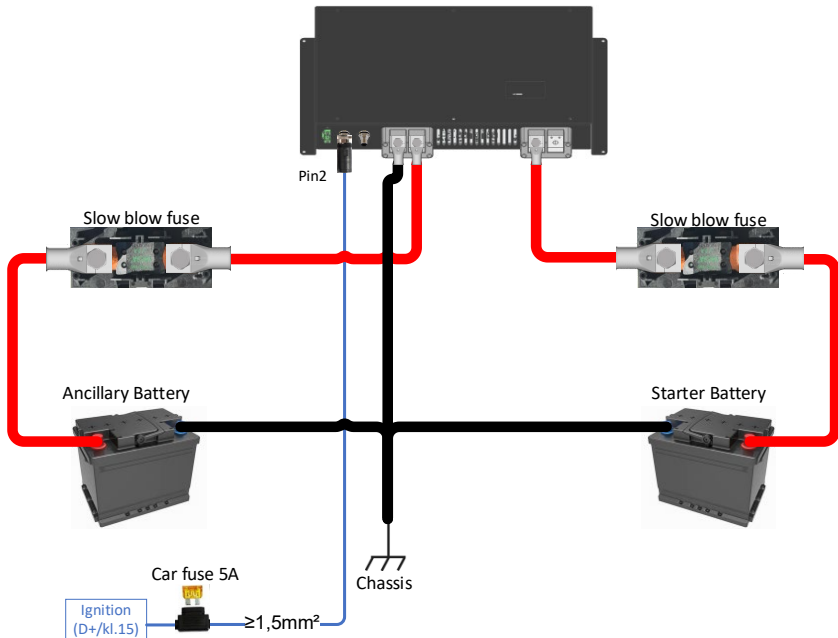 Pin2
Slow blow fuse
Slow blow fuse
Ancillary Battery
Starter Battery
Car fuse 5A
Chassis
Ignition
(D+/kl.15)
≥1,5mm²